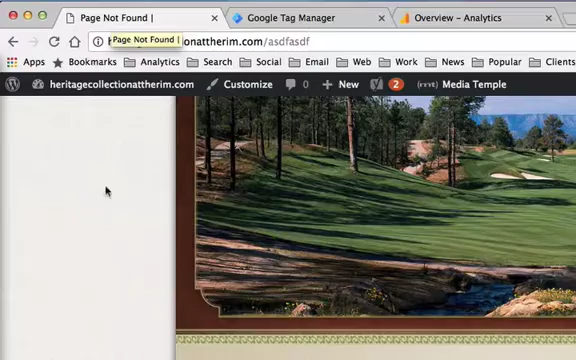 Page Not Found | Google Tag Manager Overview – Analytics
Page Not Found |
onattherim.com/asdfasdf
Apps Bookmarks Analytics Search Social Email Web Work News Popular Clients
heritagecollectionattherim.com Customize 0 New 2 Media Temple